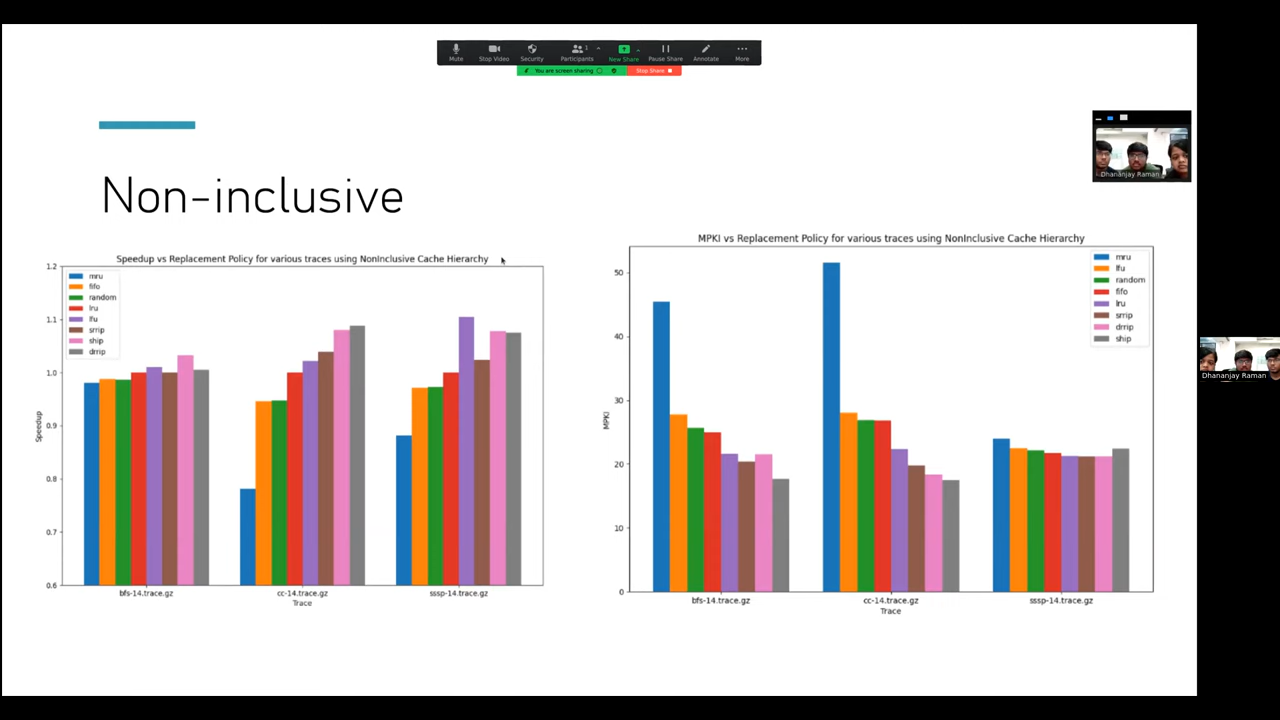 Mute
Stop Video
Security
Participants
1
New Share
Pause Share
Annotate
More
You are screen sharing
Stop Share
Dhananjay Raman
Non-inclusive
Speedup vs Replacement Policy for various traces using NonInclusive Cache Hierarchy
1.2
1.1
1.0
0.9
0.8
0.7
0.6
Speedup
mru
fifo
random
lru
lfu
srrip
ship
drrip
bfs-14.trace.gz
cc-14.trace.gz
sssp-14.trace.gz
Trace
MPKI vs Replacement Policy for various traces using NonInclusive Cache Hierarchy
50
40
30
20
10
0
MPKI
mru
lfu
random
fifo
lru
srrip
drrip
ship
bfs-14.trace.gz
cc-14.trace.gz
sssp-14.trace.gz
Trace
Dhananjay Raman